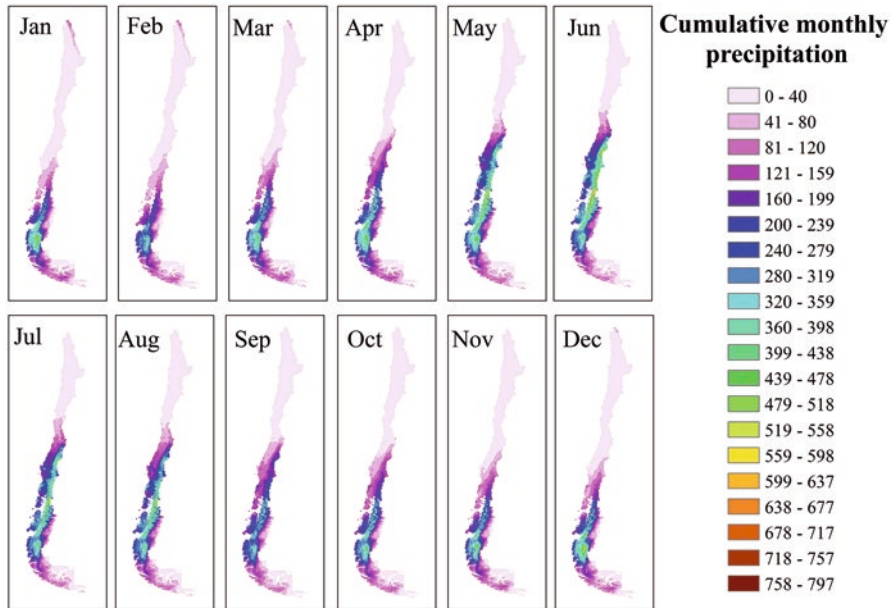 Jan
Feb
Mar
Apr
May
Jun
Cumulative monthly
precipitation
0 - 40
41 - 80
81 - 120
121 - 159
160 - 199
200 - 239
240 - 279
280 - 319
320 - 359
360 - 398
399 - 438
439 - 478
479 - 518
519 - 558
559 - 598
599 - 637
638 - 677
678 - 717
718 - 757
758 - 797
Jul
Aug
Sep
Oct
Nov
Dec